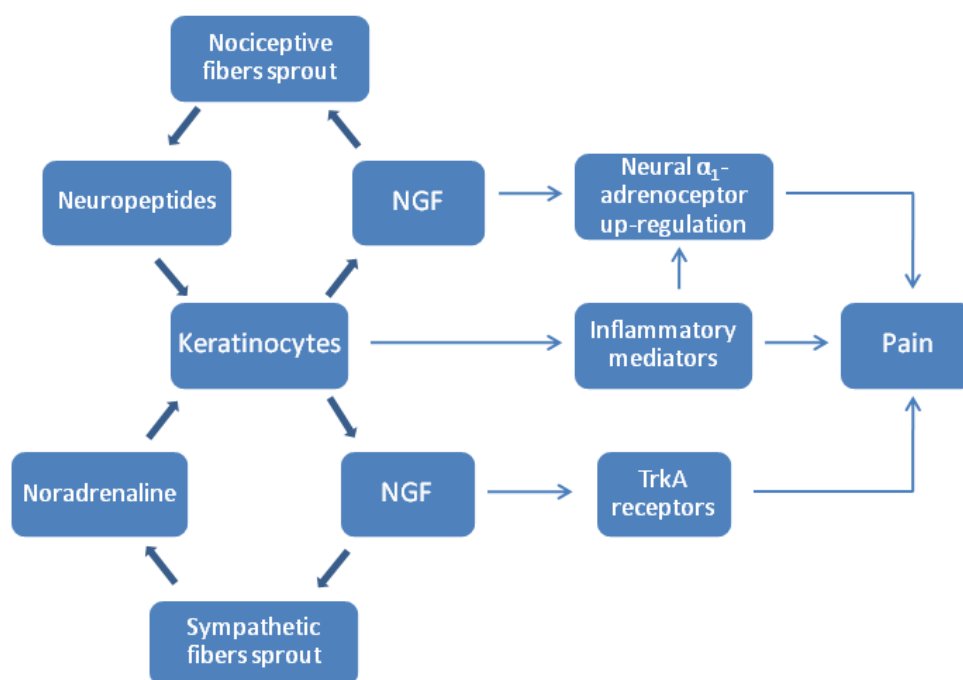 Nociceptive
fibers sprout
Neuropeptides
NGF
Neural α₁-
adrenoceptor
up-regulation
Keratinocytes
Inflammatory
mediators
Pain
Noradrenaline
NGF
TrkA
receptors
Sympathetic
fibers sprout